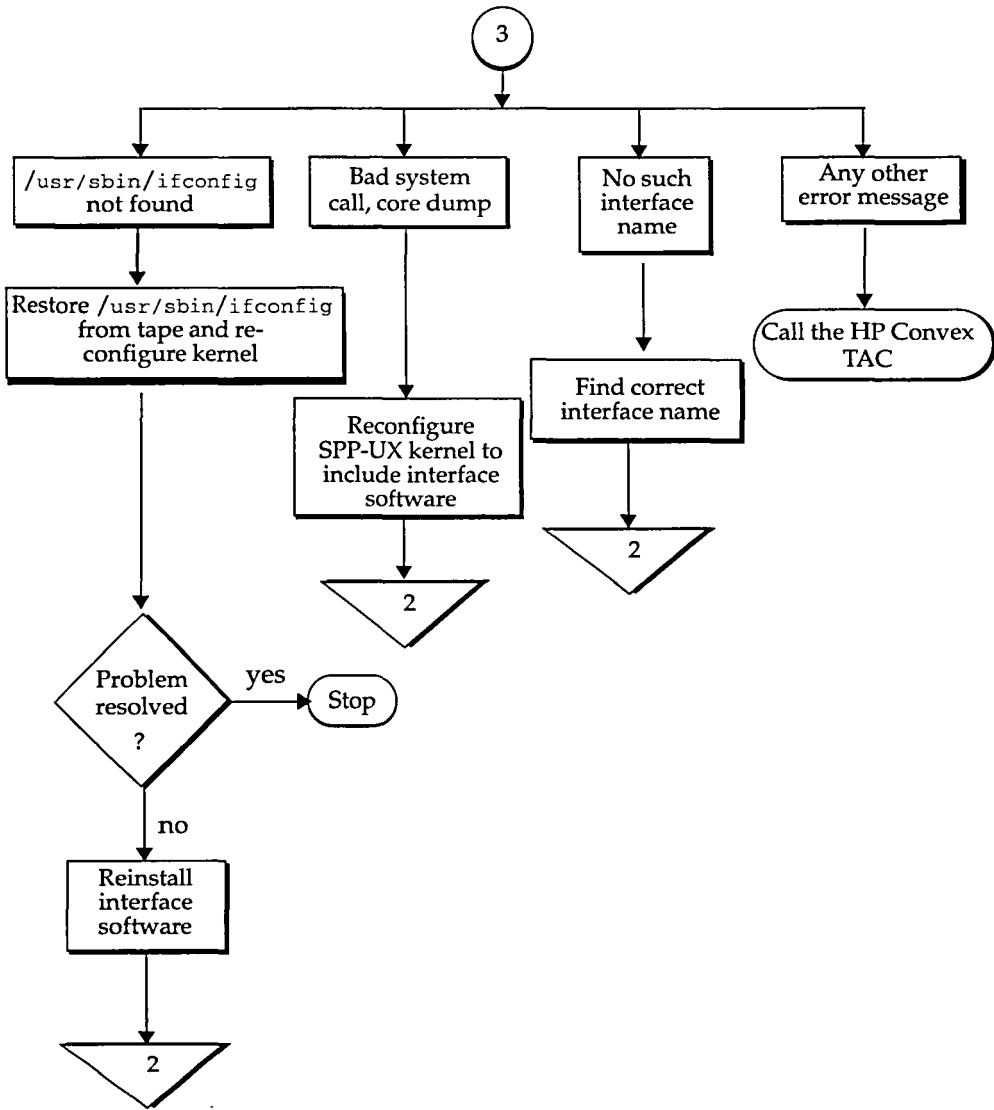 3
/usr/sbin/ifconfig
not found
Bad system
call, core dump
No such
interface
name
Any other
error message
Restore /usr/sbin/ifconfig
from tape and re-
configure kernel
Call the HP Convex
TAC
Find correct
interface name
Reconfigure
SPP-UX kernel to
include interface
software
2
2
Problem
resolved
?
yes
Stop
no
Reinstall
interface
software
2